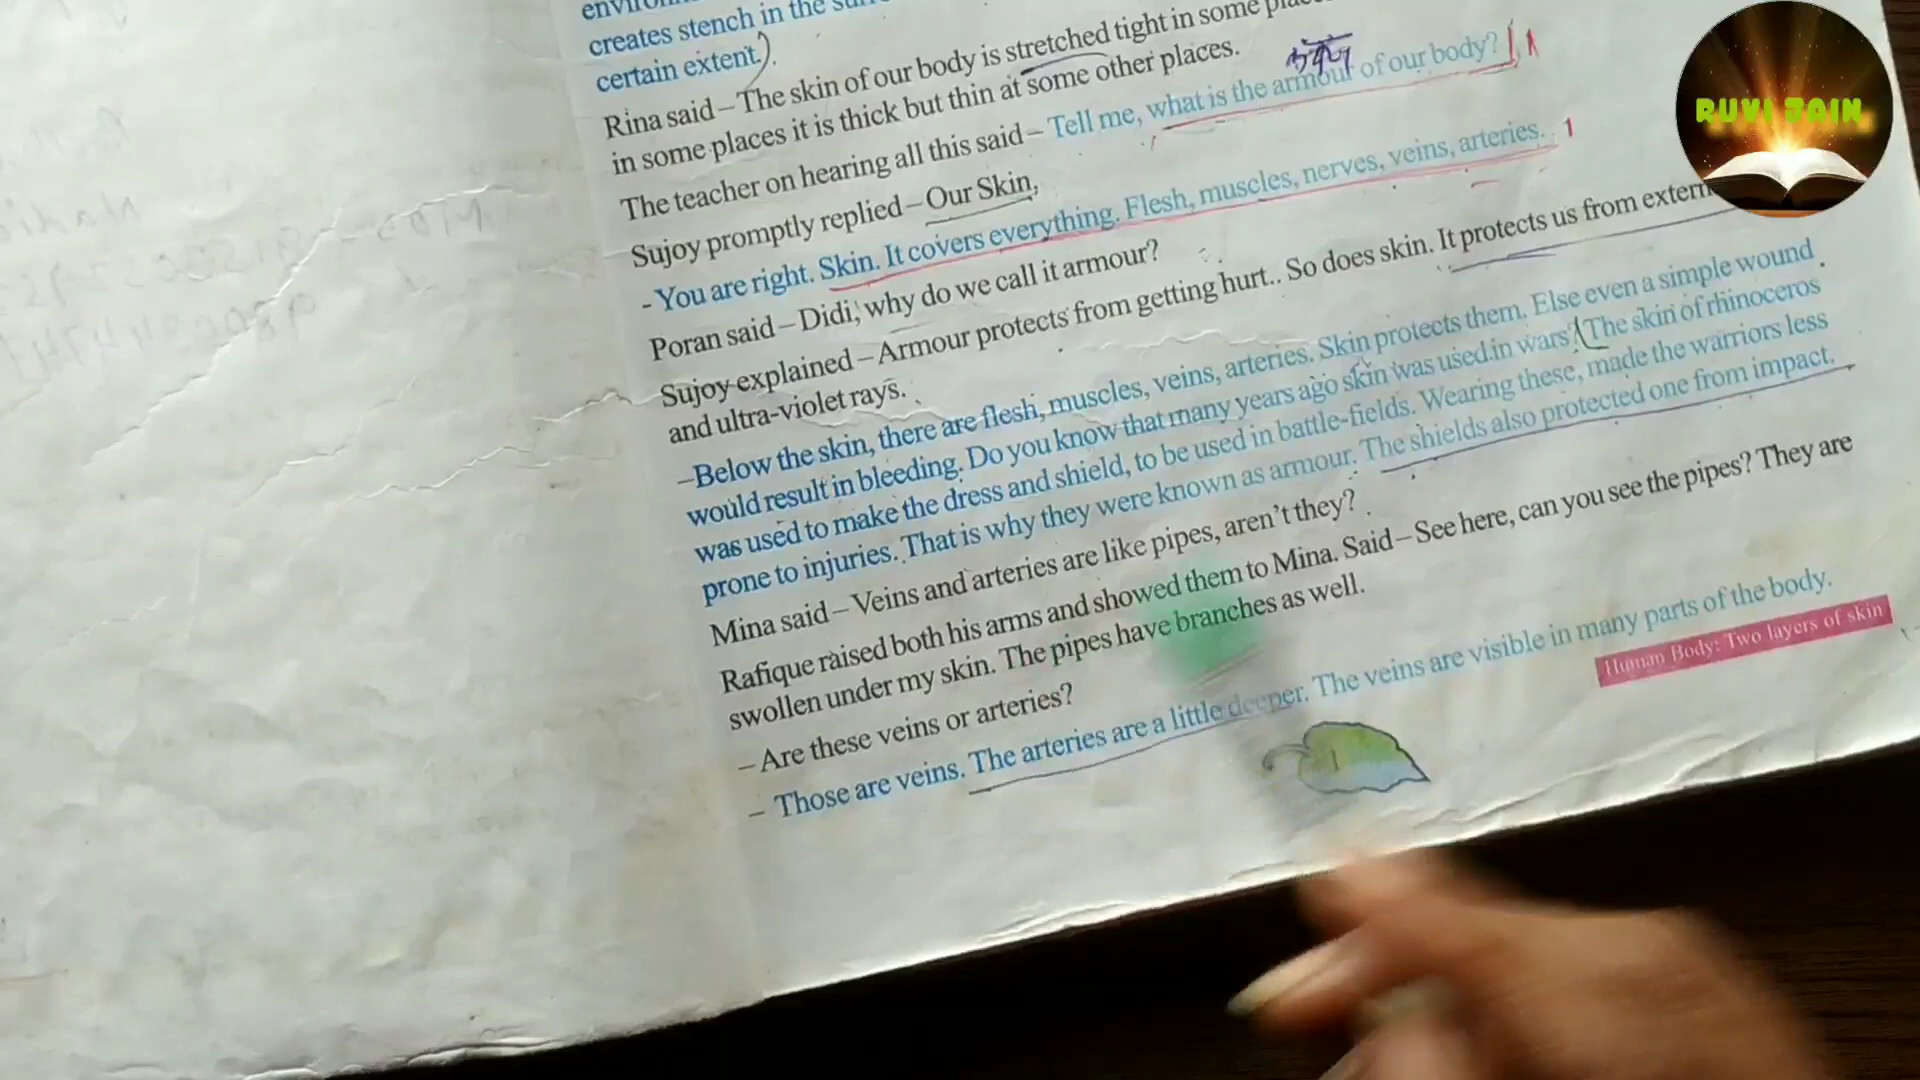 creates stench in the
certain extent.
Rina said – The skin of our body is stretched tight in some
in some places it is thick but thin at some other places.
The teacher on hearing all this said – Tell me, what is the armour of our body? 1
Sujoy promptly replied – Our Skin,
- You are right. Skin. It covers everything. Flesh, muscles, nerves, veins, arteries. 1
Poran said – Didi, why do we call it armour?
Sujoy explained – Armour protects from getting hurt.. So does skin. It protects us from
and ultra-violet rays.
–Below the skin, there are flesh, muscles, veins, arteries. Skin protects them. Else even a simple wound
would result in bleeding. Do you know that many years ago skin was used in wars. The skin of rhinoceros
was used to make the dress and shield, to be used in battle-fields. Wearing these, made the warriors less
prone to injuries. That is why they were known as armour. The shields also protected one from impact.
Mina said – Veins and arteries are like pipes, aren't they?
Rafique raised both his arms and showed them to Mina. Said – See here, can you see the pipes? They are
swollen under my skin. The pipes have branches as well.
– Are these veins or arteries?
– Those are veins. The arteries are a little deeper. The veins are visible in many parts of the body.
Human Body: Two layers of skin
1
RUVI JAIN